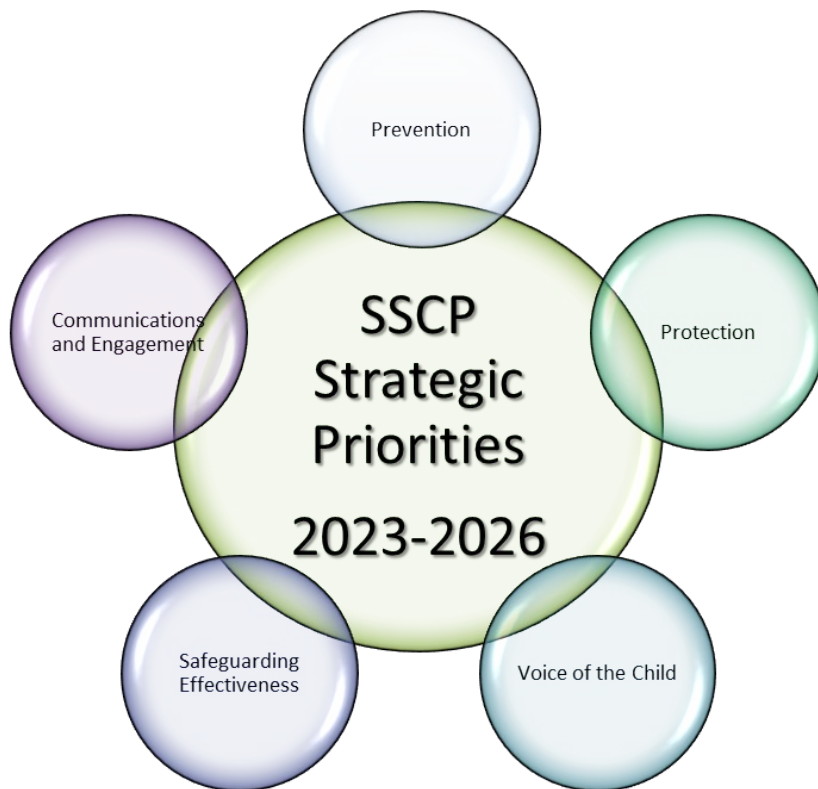 Prevention
Communications
and Engagement
SSCP
Strategic
Priorities
2023-2026
Protection
Safeguarding
Effectiveness
Voice of the Child